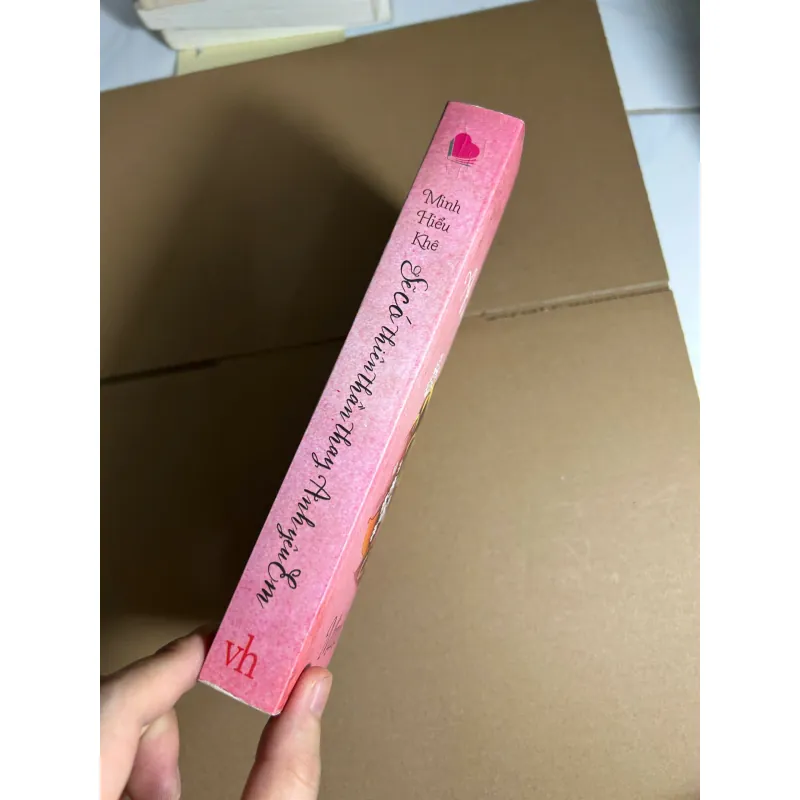 Minh
Hiểu
Khê
Sẽ có thiên thần thay Anh yêu Em
vh